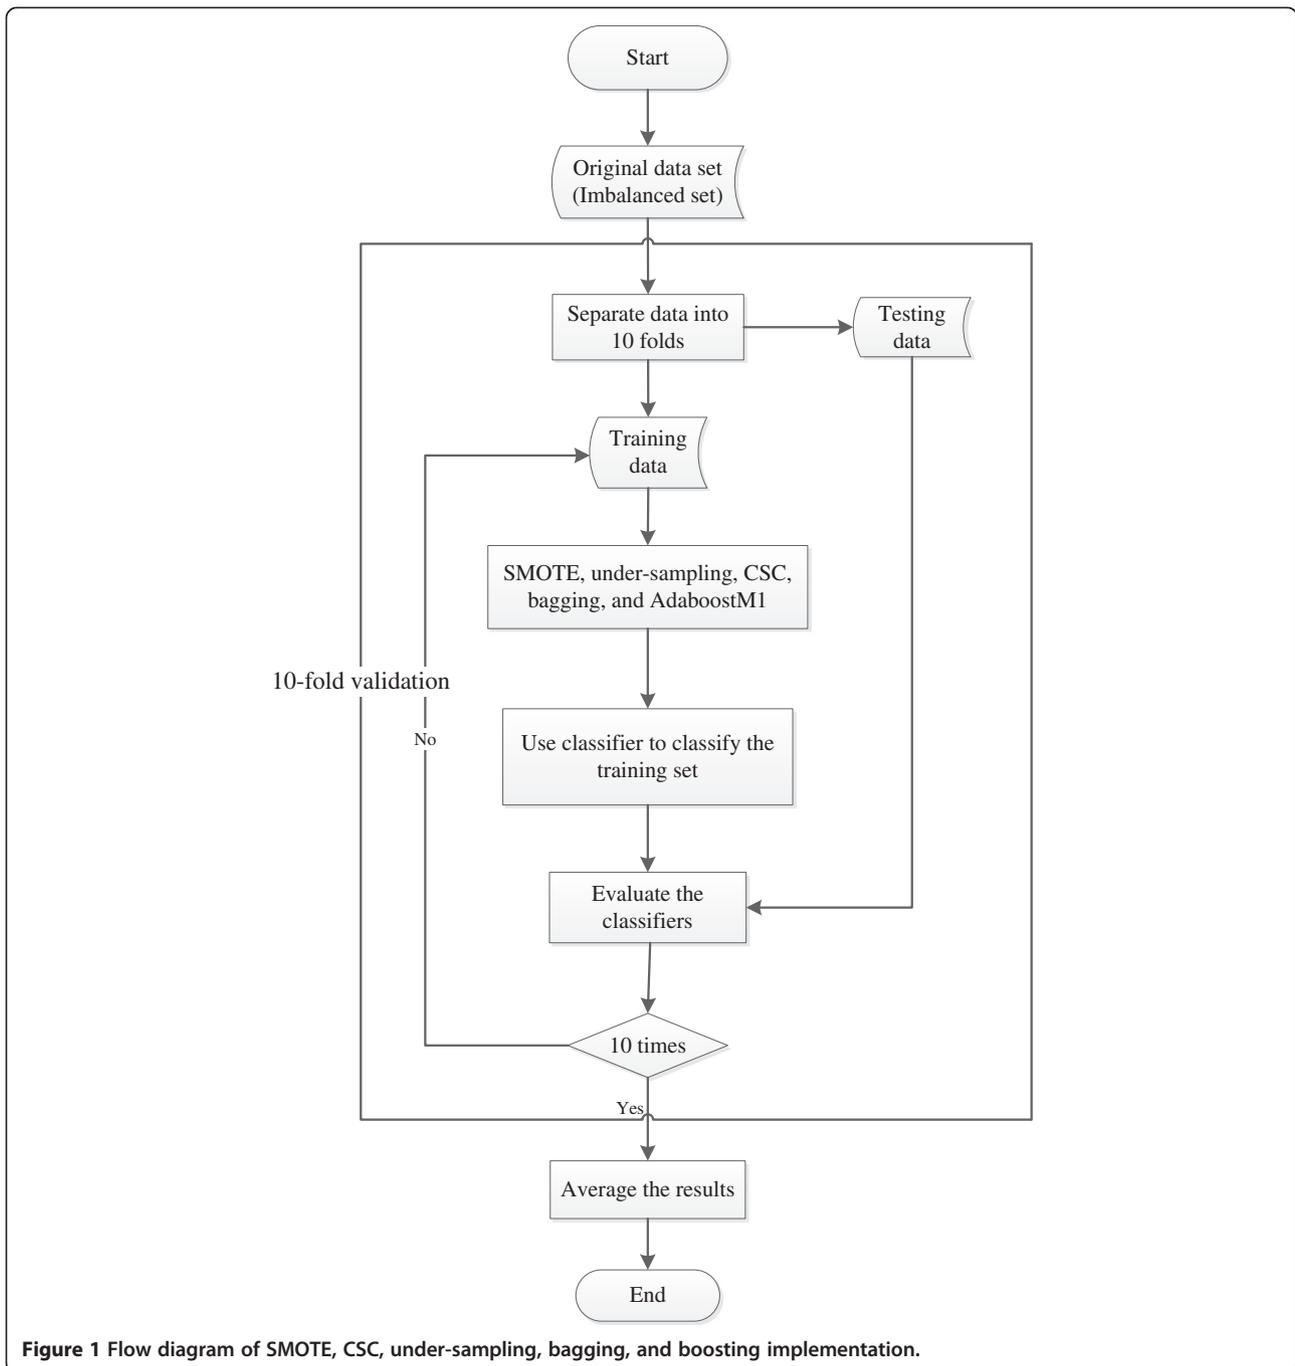 Start
Original data set
(Imbalanced set)
Separate data into
10 folds
Testing
data
Training
data
SMOTE, under-sampling, CSC,
bagging, and AdaboostM1
10-fold validation
No
Use classifier to classify the
training set
Evaluate the
classifiers
10 times
Yes
Average the results
End
Figure 1 Flow diagram of SMOTE, CSC, under-sampling, bagging, and boosting implementation.